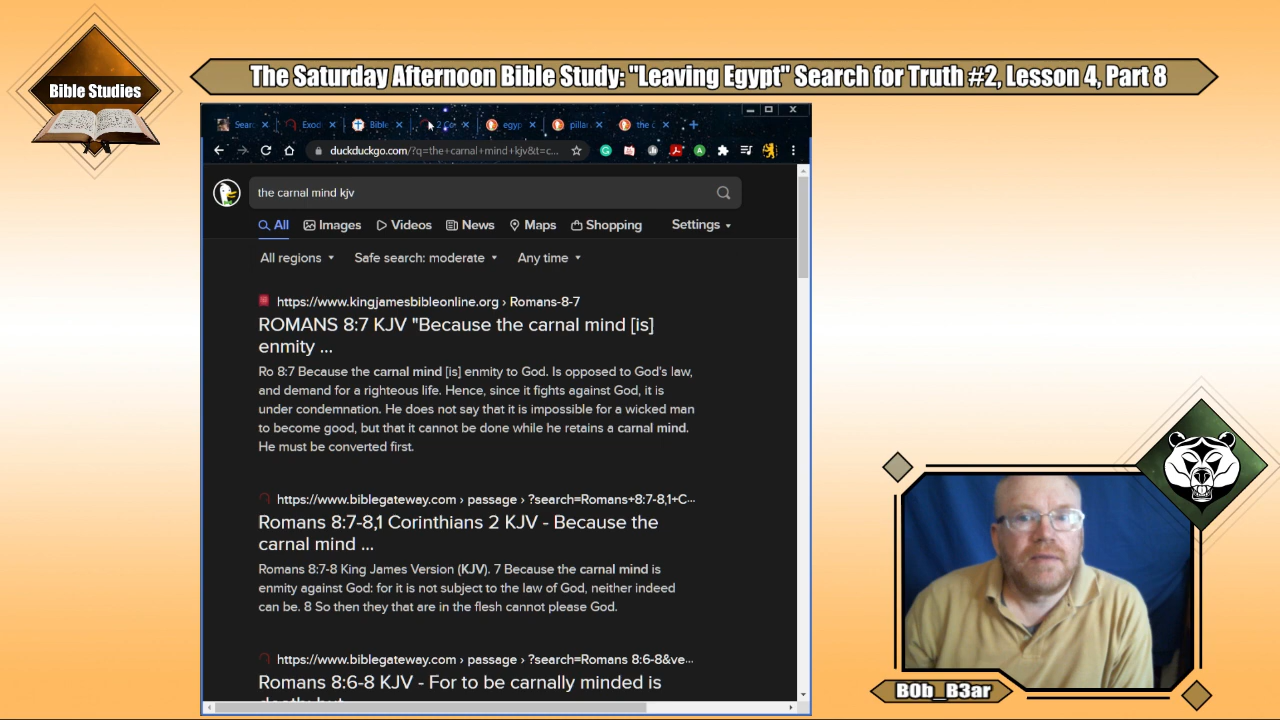 Bible Studies
The Saturday Afternoon Bible Study: "Leaving Egypt" Search for Truth #2, Lesson 4, Part 8
Sear Exod Bible 2 Co egyp pilla the c
duckduckgo.com/?q=the+carnal+mind+kjv&t=c...
the carnal mind kjv
All Images Videos News Maps Shopping Settings
All regions Safe search: moderate Any time
https://www.kingjamesbibleonline.org › Romans-8-7
ROMANS 8:7 KJV "Because the carnal mind [is]
enmity ...
Ro 8:7 Because the carnal mind [is] enmity to God. Is opposed to God's law,
and demand for a righteous life. Hence, since it fights against God, it is
under condemnation. He does not say that it is impossible for a wicked man
to become good, but that it cannot be done while he retains a carnal mind.
He must be converted first.
https://www.biblegateway.com › passage › ?search=Romans+8:7-8,1+C...
Romans 8:7-8,1 Corinthians 2 KJV - Because the
carnal mind ...
Romans 8:7-8 King James Version (KJV). 7 Because the carnal mind is
enmity against God: for it is not subject to the law of God, neither indeed
can be. 8 So then they that are in the flesh cannot please God.
https://www.biblegateway.com › passage › ?search=Romans 8:6-8&ve...
Romans 8:6-8 KJV - For to be carnally minded is
death; but
B0b_B3ar